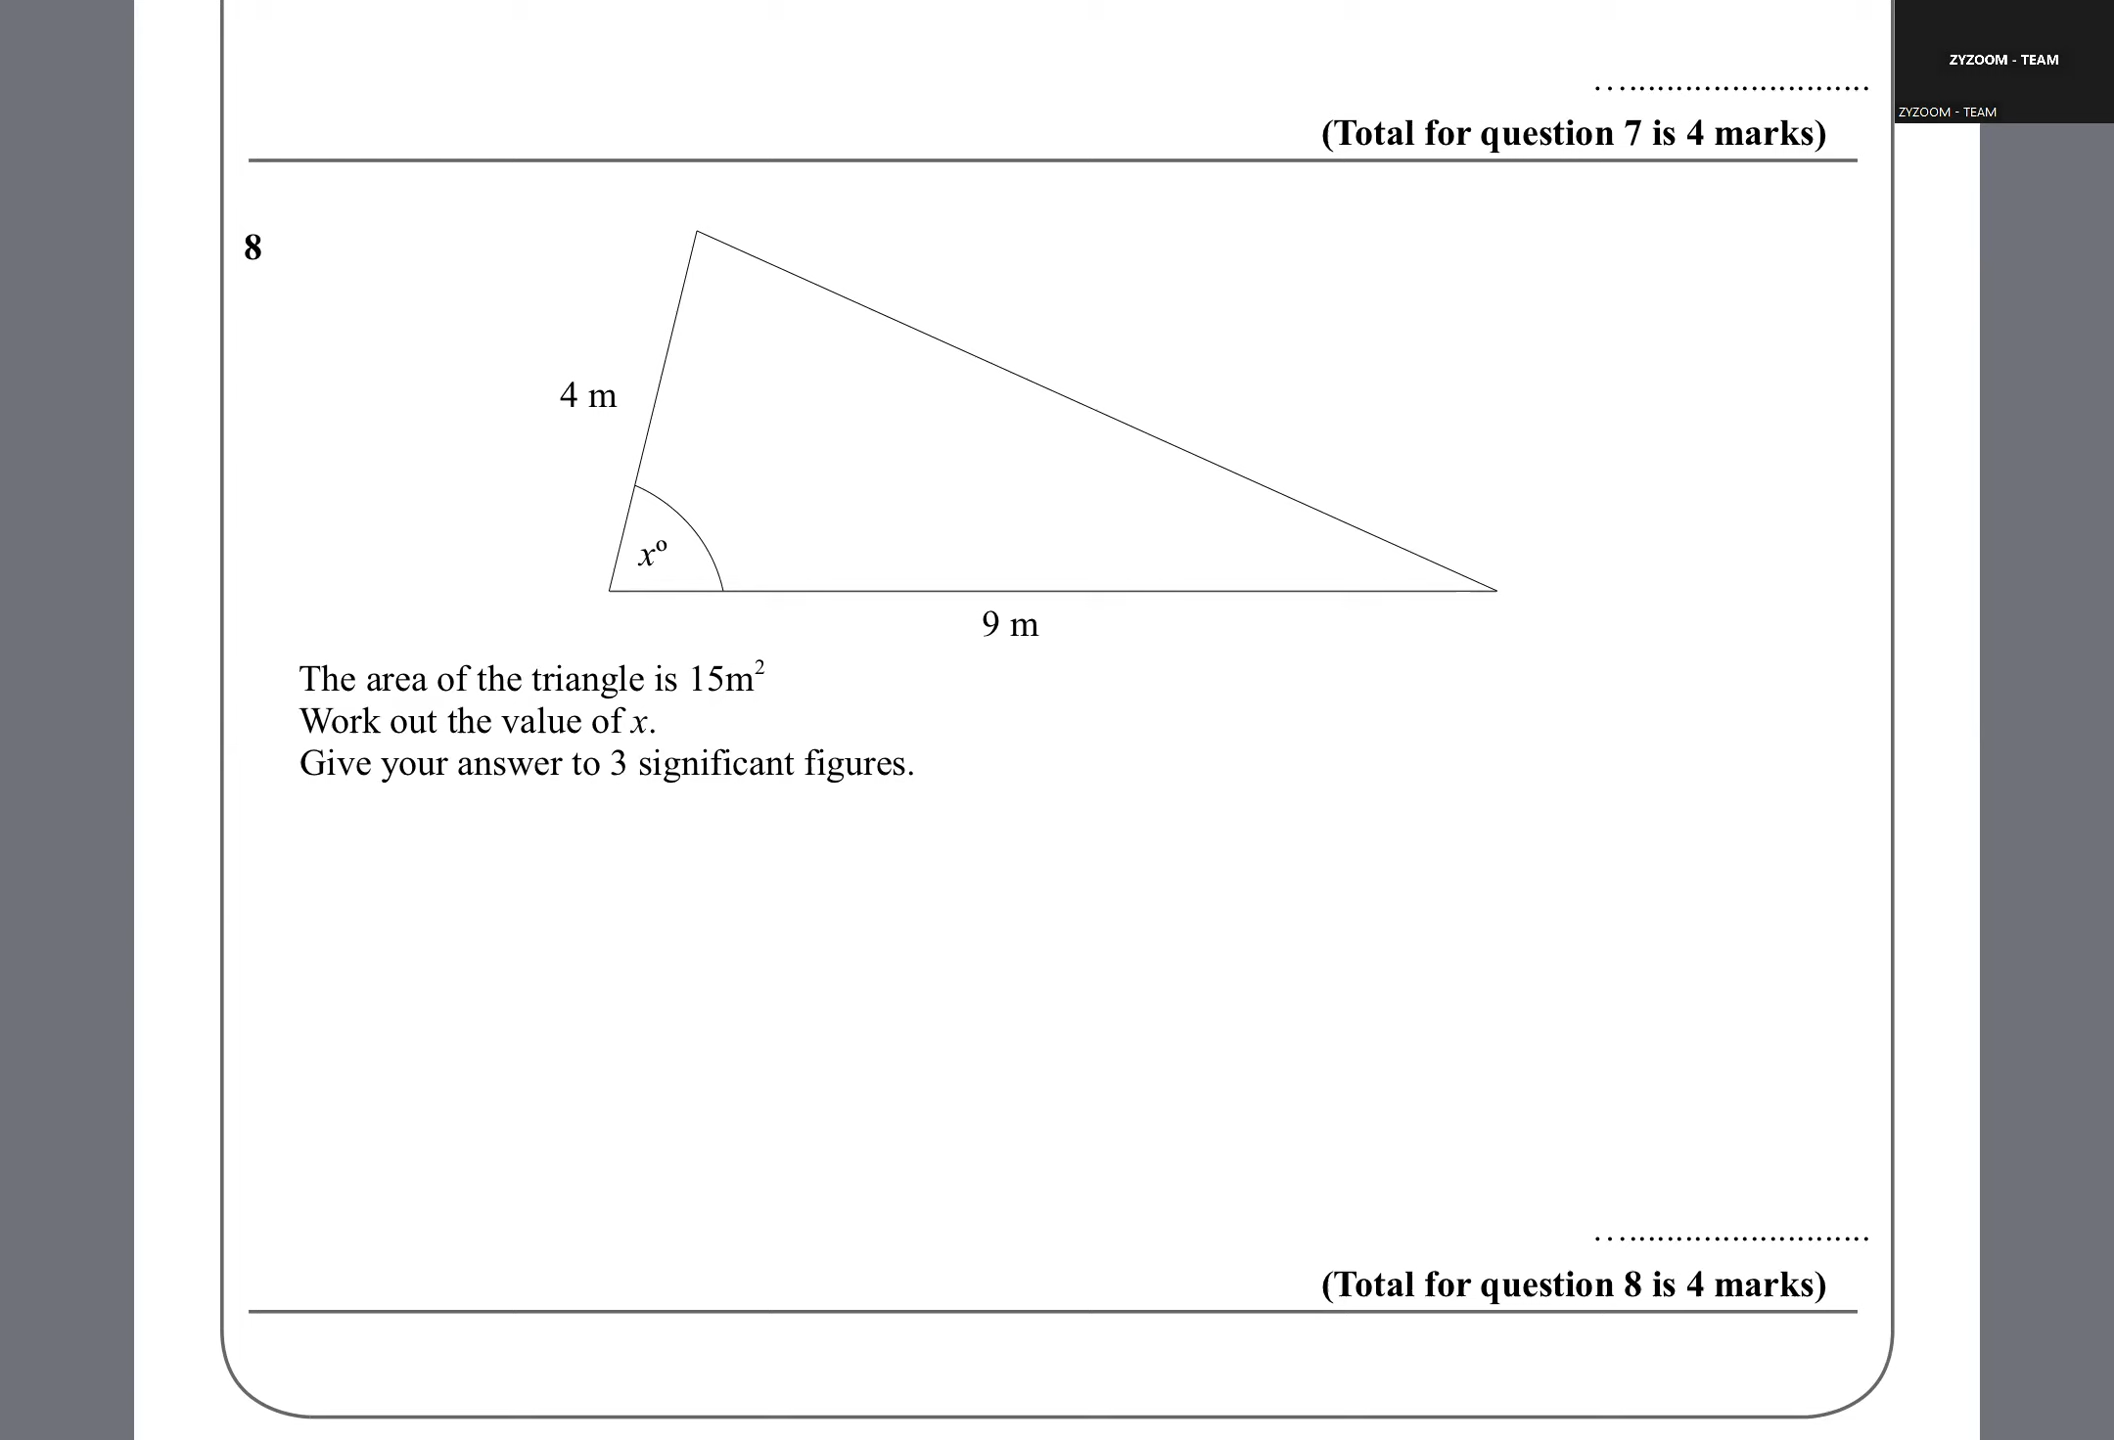 ZYZOOM - TEAM
ZYZOOM - TEAM
............................
(Total for question 7 is 4 marks)
8
4 m
xº
9 m
The area of the triangle is 15m²
Work out the value of x.
Give your answer to 3 significant figures.
............................
(Total for question 8 is 4 marks)